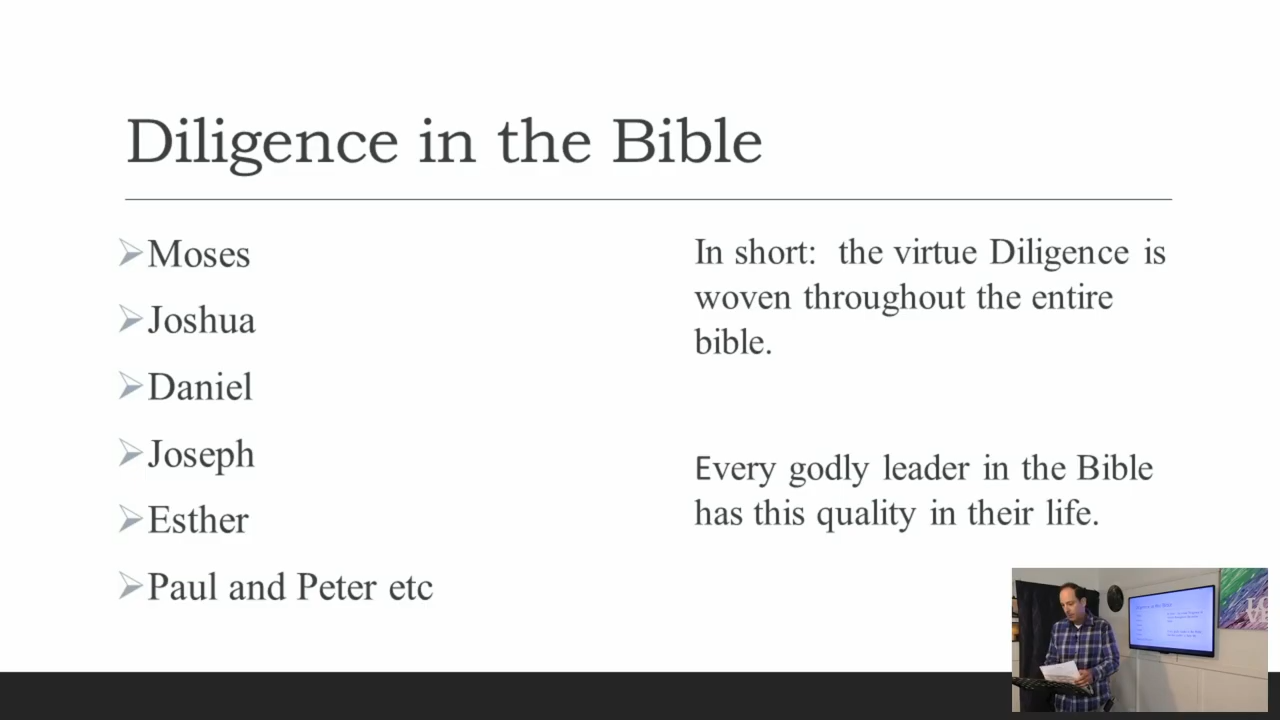 Diligence in the Bible
Moses
Joshua
Daniel
Joseph
Esther
Paul and Peter etc
In short:  the virtue Diligence is
woven throughout the entire
bible.
Every godly leader in the Bible
has this quality in their life.